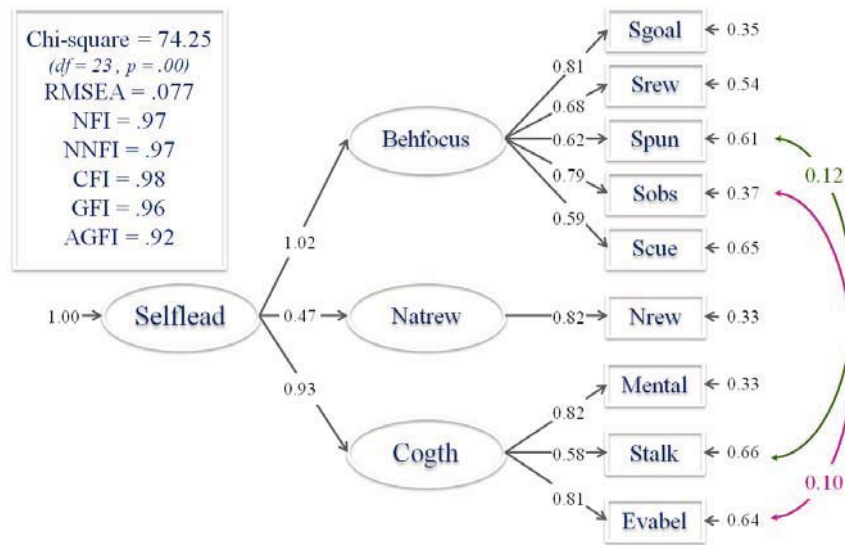 Chi-square = 74.25
(df = 23 , p = .00)
RMSEA = .077
NFI = .97
NNFI = .97
CFI = .98
GFI = .96
AGFI = .92
Sgoal
0.35
0.81
Srew
0.54
0.68
Behfocus
0.62
Spun
0.61
0.12
0.79
Sobs
0.37
0.59
Scue
0.65
1.02
1.00
Selflead
0.47
Natrew
0.82
Nrew
0.33
0.93
Mental
0.33
0.82
Cogth
0.58
Stalk
0.66
0.10
0.81
Evabel
0.64